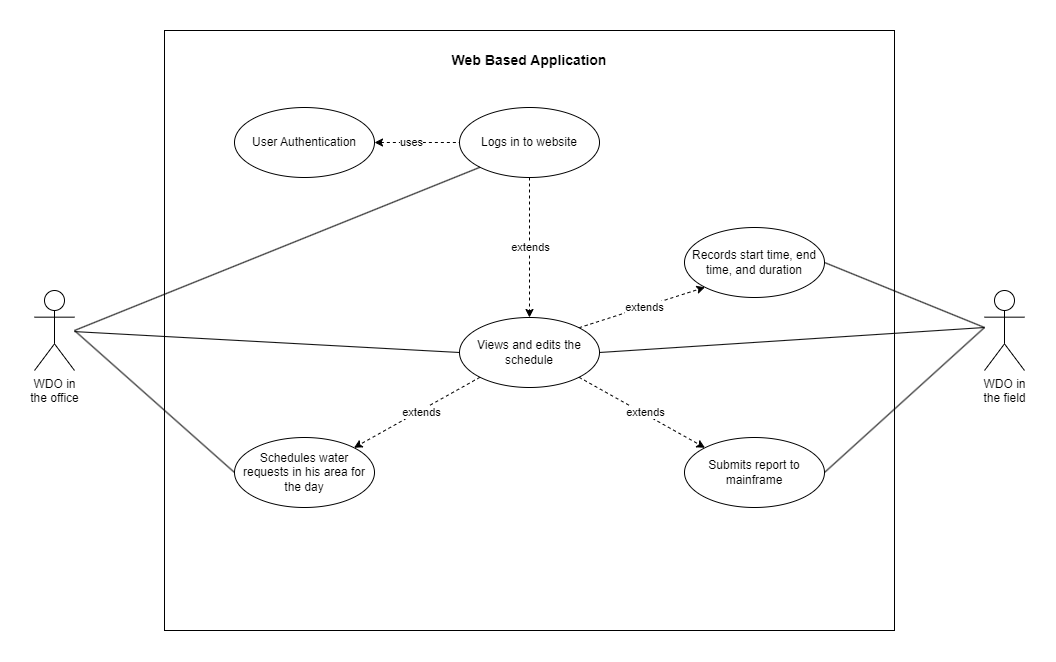 Web Based Application
User Authentication
uses
Logs in to website
extends
Records start time, end
time, and duration
extends
WDO in
the office
Views and edits the
schedule
WDO in
the field
extends
extends
Schedules water
requests in his area for
the day
Submits report to
mainframe